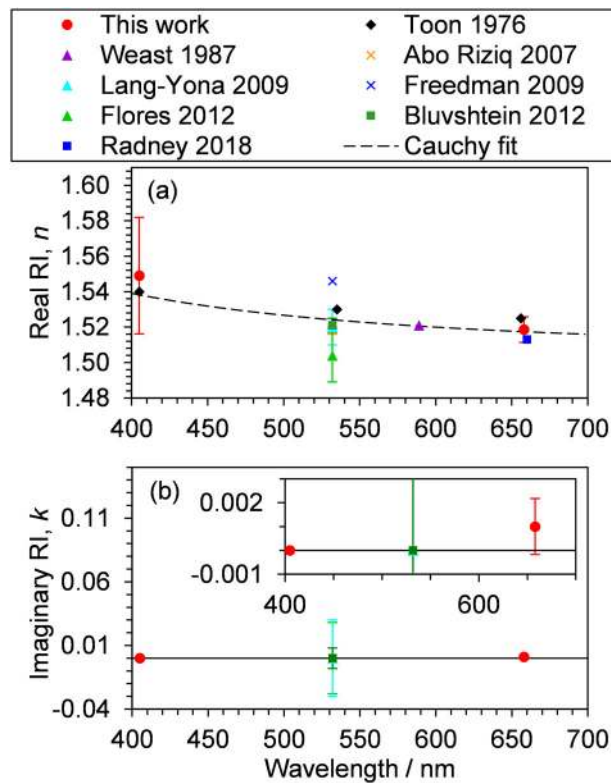 This work
Toon 1976
Weast 1987
Abo Riziq 2007
Lang-Yona 2009
Freedman 2009
Flores 2012
Bluvshtein 2012
Radney 2018
Cauchy fit
(a)
Real RI, n
1.60
1.58
1.56
1.54
1.52
1.50
1.48
400 450 500 550 600 650 700
(b)
Imaginary RI, k
0.11
0.06
0.01
-0.04
0.002
-0.001
400 600
400 450 500 550 600 650 700
Wavelength / nm